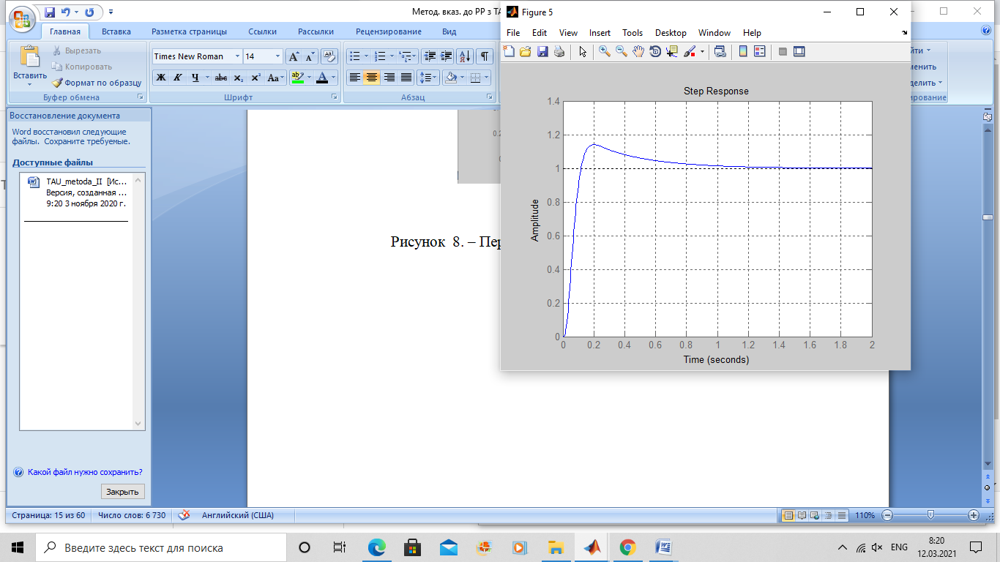 Метод. вказ. до РР з ТА
Главная Вставка Разметка страницы Ссылки Рассылки Рецензирование Вид
Вставить
Вырезать
Копировать
Формат по образцу
Буфер обмена
Times New Roman 14
Ж К Ч abc x₂ x² Aa
Шрифт
Абзац
йти
менить
делить
ирование
Восстановление документа
Word восстановил следующие
файлы. Сохраните требуемые.
Доступные файлы
TAU_metoda_II [Ис...
Версия, созданная ...
9:20 3 ноября 2020 г.
Какой файл нужно сохранить?
Закрыть
0.2
Рисунок 8. – Пер
Figure 5
File Edit View Insert Tools Desktop Window Help
Step Response
Amplitude
1.4
1.2
1
0.8
0.6
0.4
0.2
0
0 0.2 0.4 0.6 0.8 1 1.2 1.4 1.6 1.8 2
Time (seconds)
Страница: 15 из 60 Число слов: 6 730 Английский (США) 110%
Введите здесь текст для поиска
ENG
8:20
12.03.2021